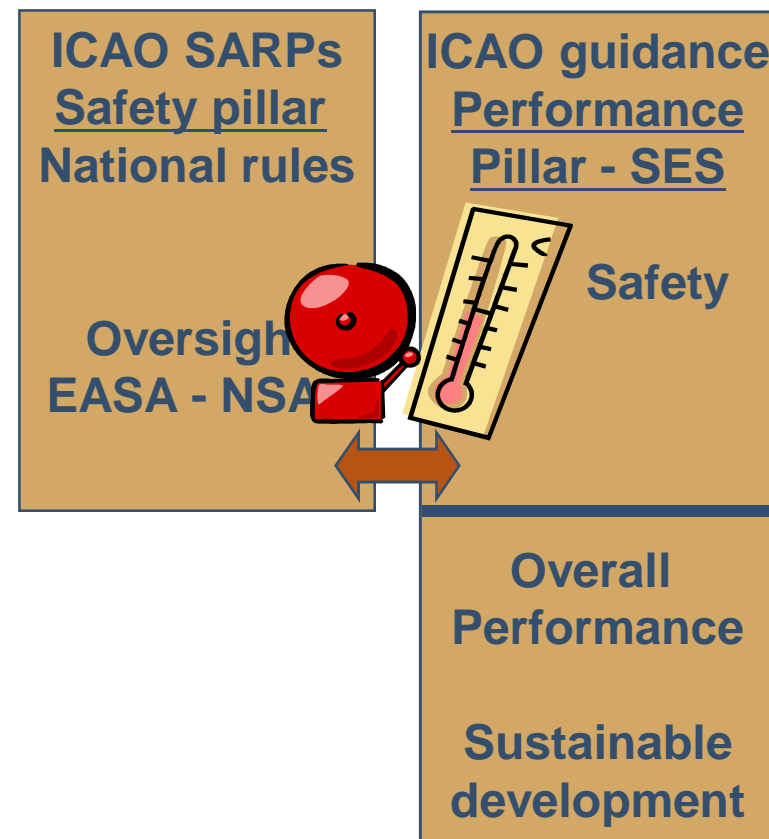 ICAO SARPs
Safety pillar
National rules
Oversigh
EASA - NSA
ICAO guidance
Performance
Pillar - SES
Safety
Overall
Performance
Sustainable
development